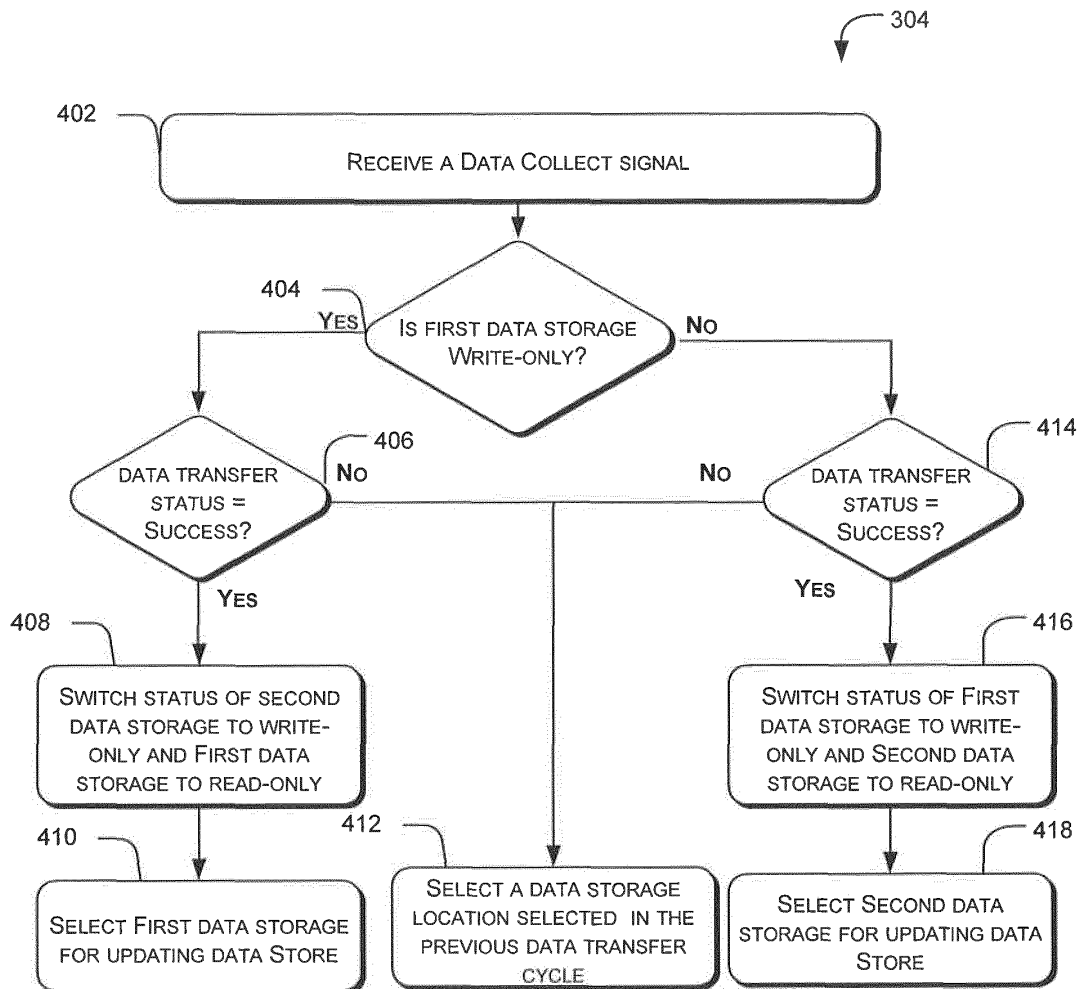 304
402
RECEIVE A DATA COLLECT SIGNAL
404
YES
IS FIRST DATA STORAGE
WRITE-ONLY?
NO
406
DATA TRANSFER
STATUS =
SUCCESS?
NO
NO
414
DATA TRANSFER
STATUS =
SUCCESS?
YES
YES
408
SWITCH STATUS OF SECOND
DATA STORAGE TO WRITE-
ONLY AND FIRST DATA
STORAGE TO READ-ONLY
416
SWITCH STATUS OF FIRST
DATA STORAGE TO WRITE-
ONLY AND SECOND DATA
STORAGE TO READ-ONLY
410
SELECT FIRST DATA STORAGE
FOR UPDATING DATA STORE
412
SELECT A DATA STORAGE
LOCATION SELECTED IN THE
PREVIOUS DATA TRANSFER
CYCLE
418
SELECT SECOND DATA
STORAGE FOR UPDATING DATA
STORE